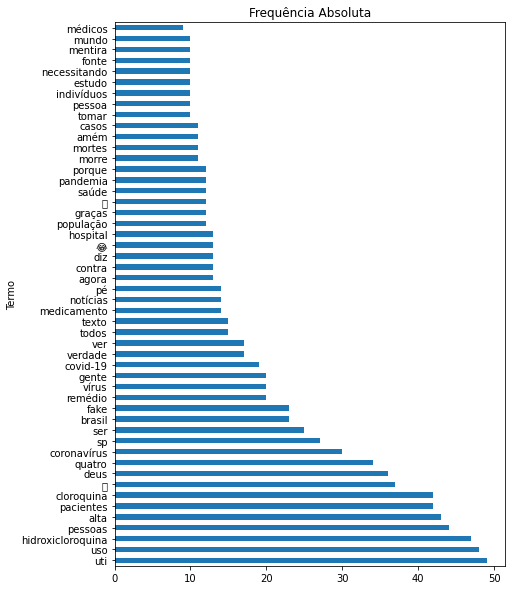 Frequência Absoluta
Termo
médicos
mundo
mentira
fonte
necessitando
estudo
indivíduos
pessoa
tomar
casos
amém
mortes
morre
porque
pandemia
saúde
▯
graças
população
hospital
😂
diz
contra
agora
pé
notícias
medicamento
texto
todos
ver
verdade
covid-19
gente
vírus
remédio
fake
brasil
ser
sp
coronavírus
quatro
deus
▯
cloroquina
pacientes
alta
pessoas
hidroxicloroquina
uso
uti
0 10 20 30 40 50